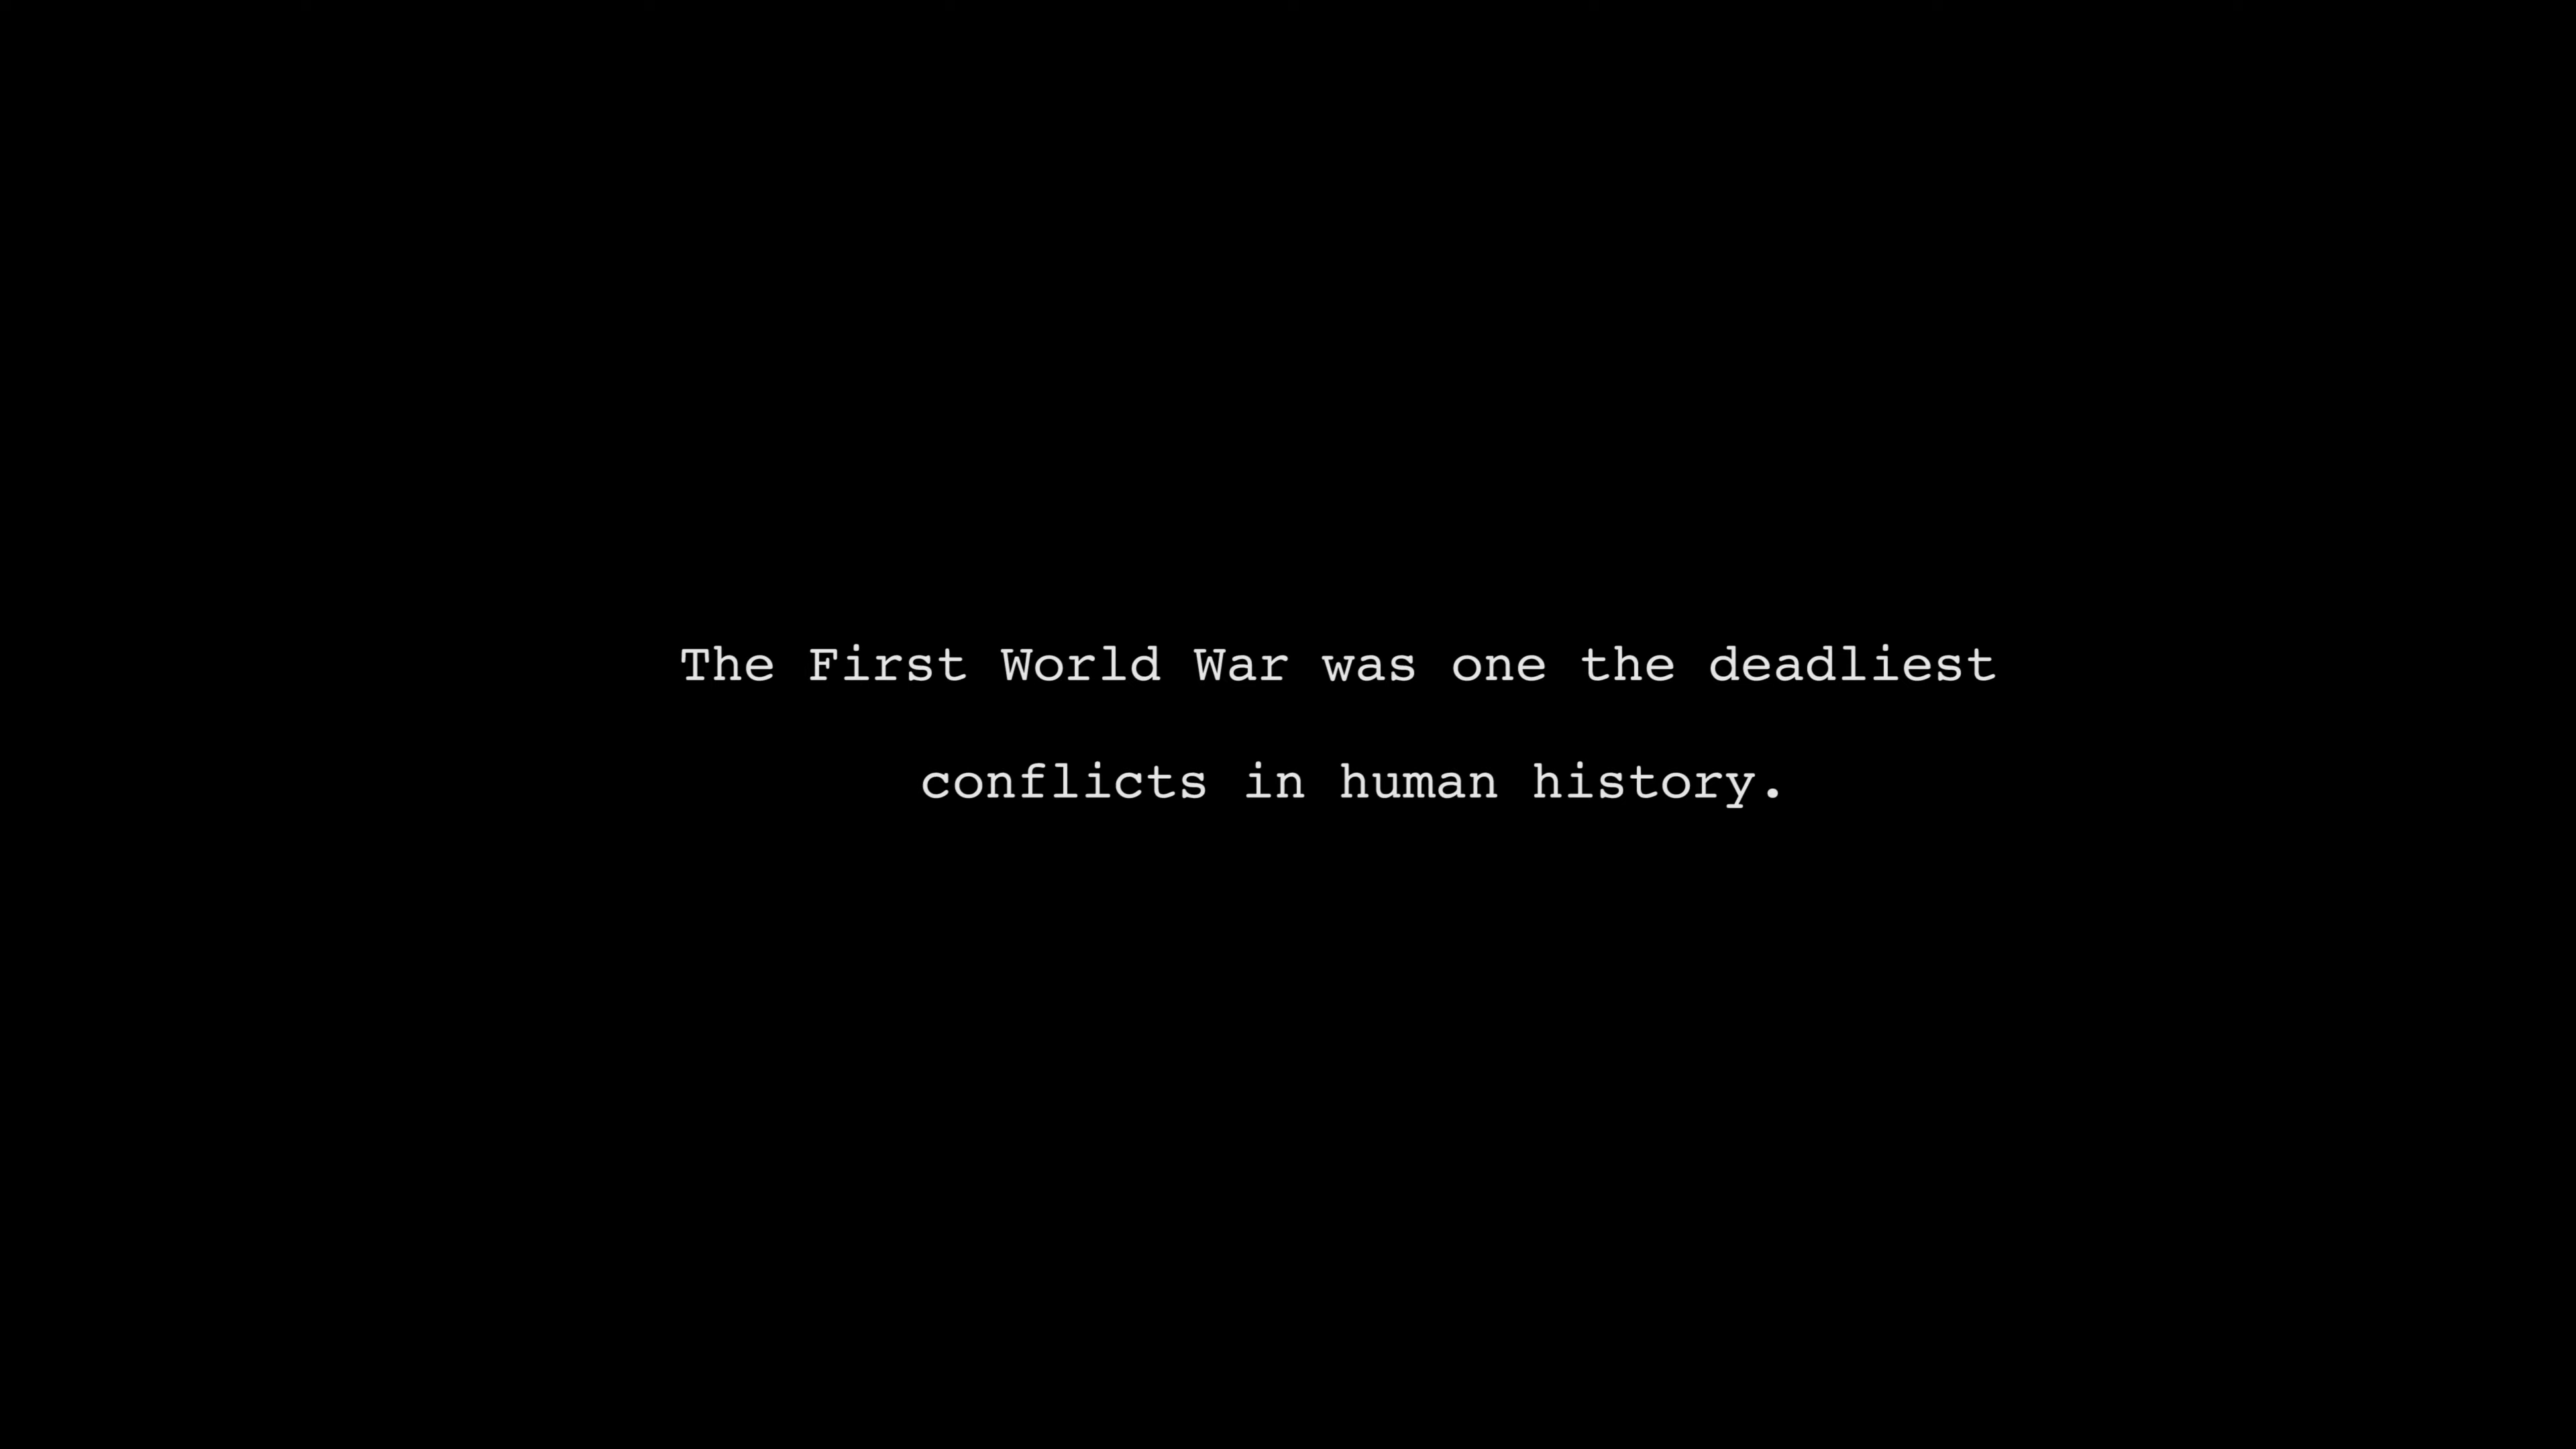 The First World War was one the deadliest
conflicts in human history.